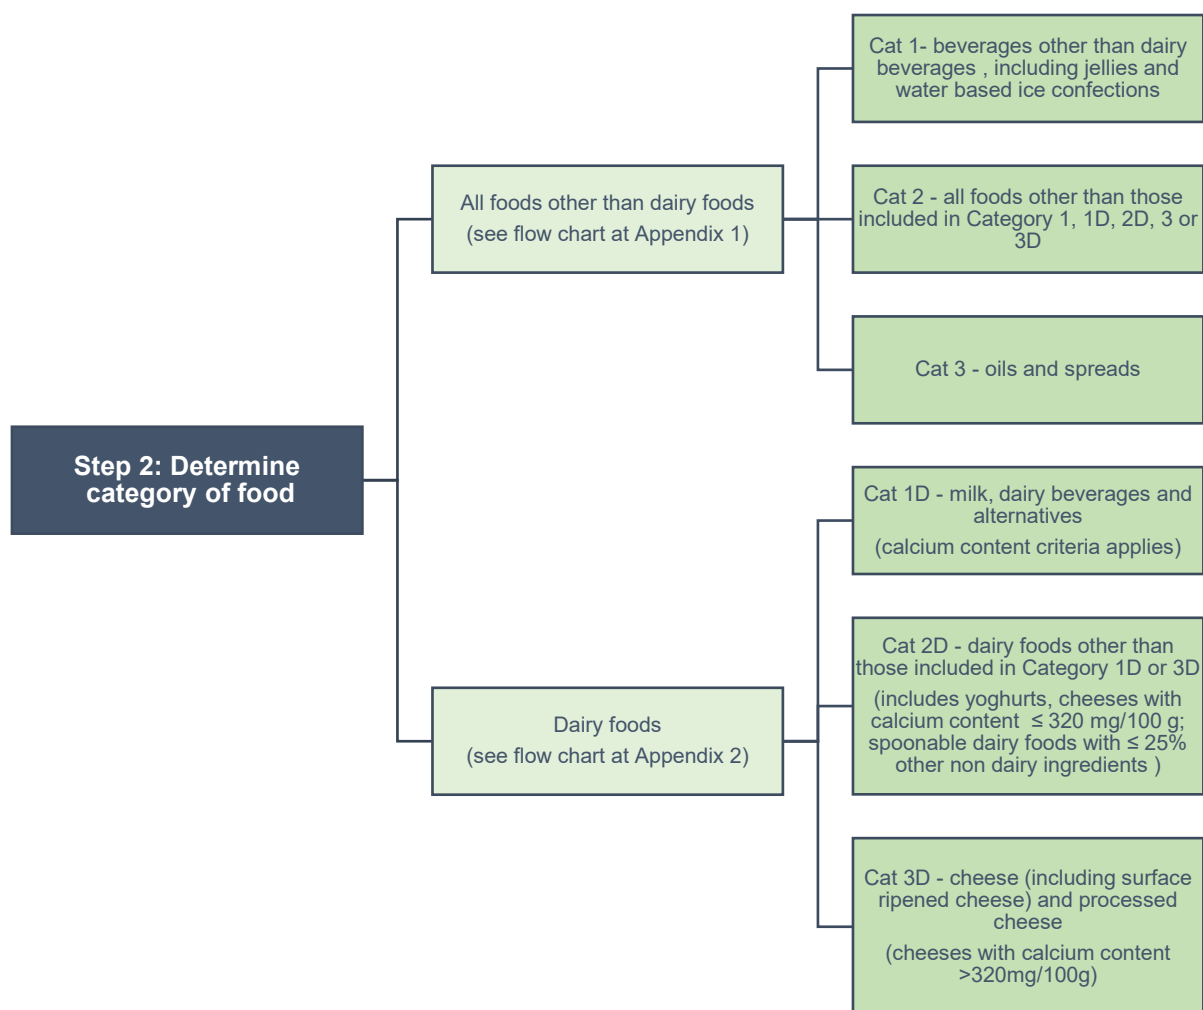 Step 2: Determine
category of food
All foods other than dairy foods
(see flow chart at Appendix 1)
Cat 1- beverages other than dairy
beverages , including jellies and
water based ice confections
Cat 2 - all foods other than those
included in Category 1, 1D, 2D, 3 or
3D
Cat 3 - oils and spreads
Dairy foods
(see flow chart at Appendix 2)
Cat 1D - milk, dairy beverages and
alternatives
(calcium content criteria applies)
Cat 2D - dairy foods other than
those included in Category 1D or 3D
(includes yoghurts, cheeses with
calcium content ≤ 320 mg/100 g;
spoonable dairy foods with ≤ 25%
other non dairy ingredients )
Cat 3D - cheese (including surface
ripened cheese) and processed
cheese
(cheeses with calcium content
>320mg/100g)